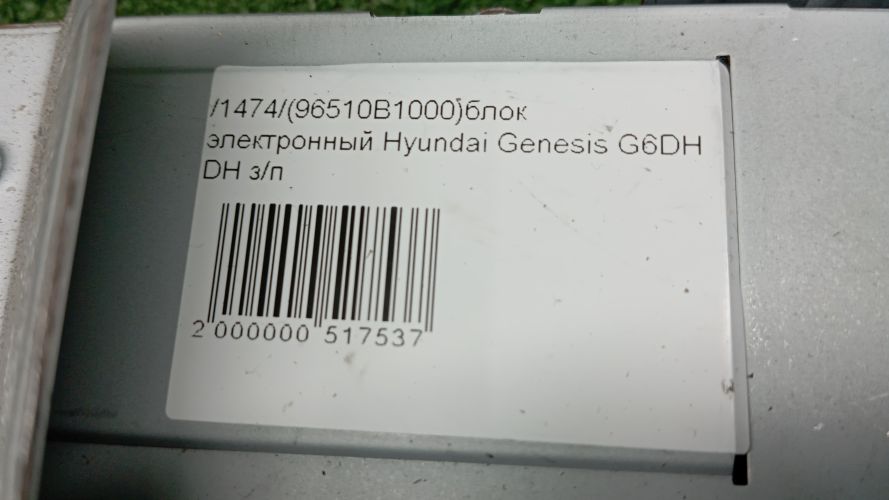 /1474/(96510B1000)блок
электронный Hyundai Genesis G6DH
DH з/п
2 000000 517537